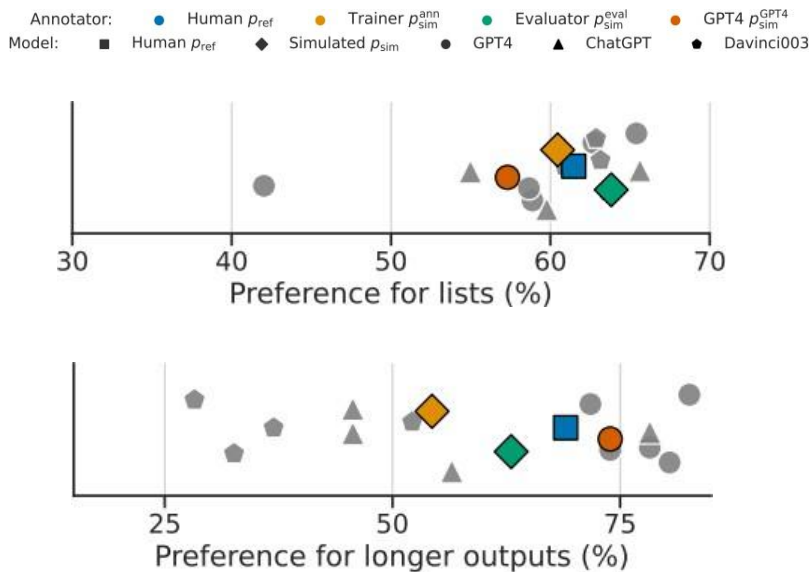 Annotator: Human p_ref Trainer p_sim^ann Evaluator p_sim^eval GPT4 p_sim^GPT4
Model: Human p_ref Simulated p_sim GPT4 ChatGPT Davinci003
30 40 50 60 70
Preference for lists (%)
25 50 75
Preference for longer outputs (%)